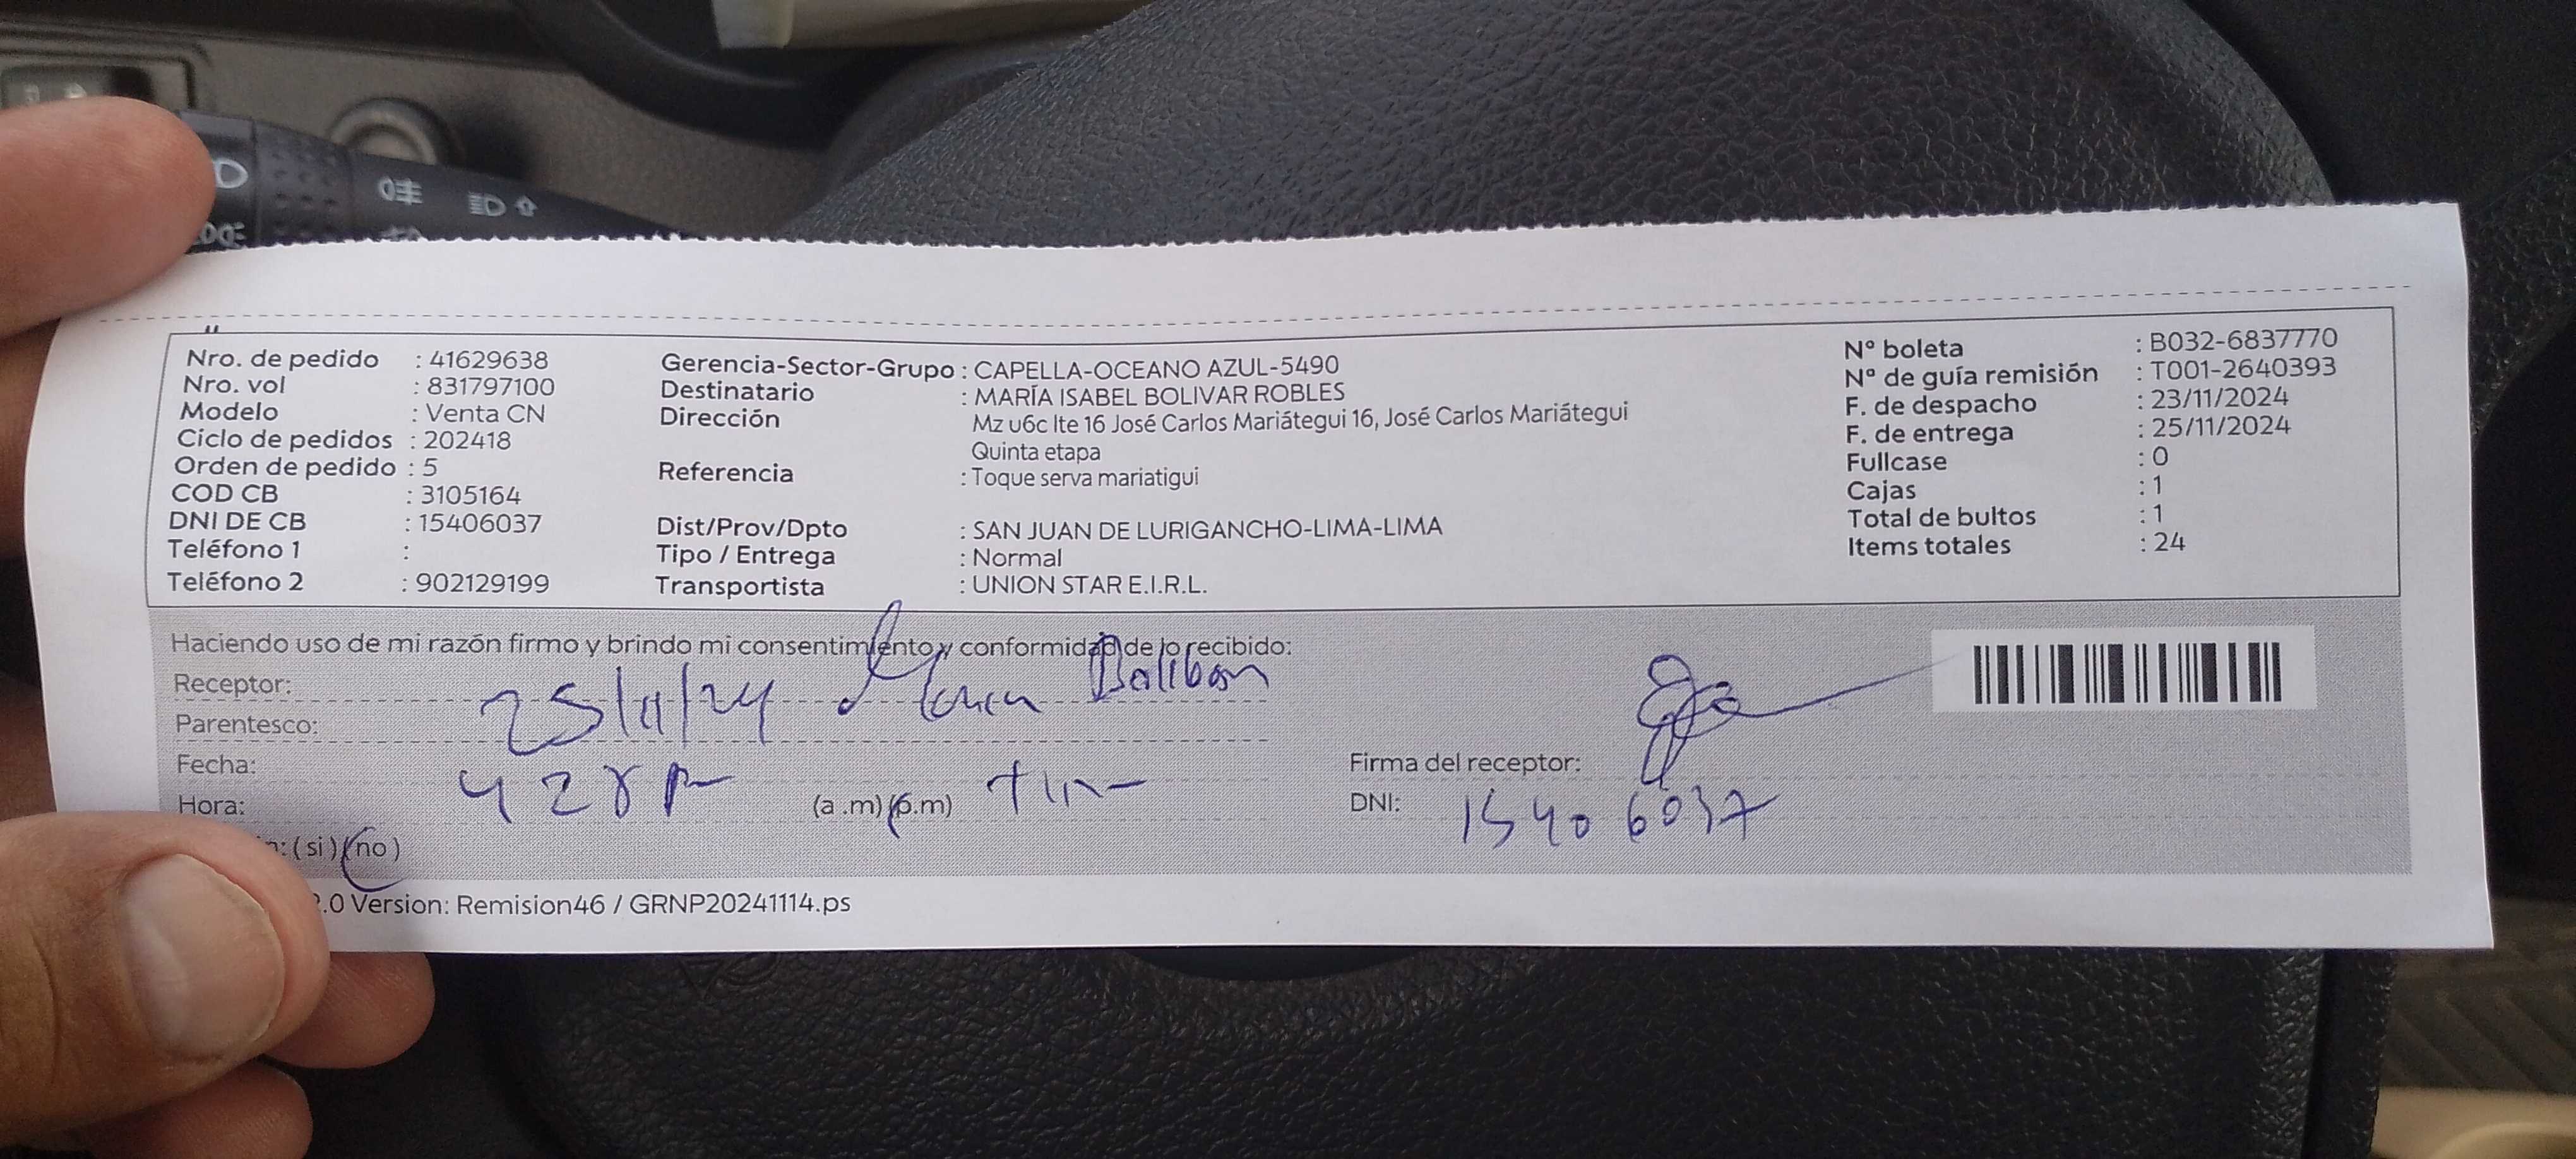 Nro. de pedido : 41629638
Nro. vol : 831797100
Modelo : Venta CN
Ciclo de pedidos : 202418
Orden de pedido : 5
COD CB : 3105164
DNI DE CB : 15406037
Teléfono 1 :
Teléfono 2 : 902129199
Gerencia-Sector-Grupo : CAPELLA-OCEANO AZUL-5490
Destinatario : MARÍA ISABEL BOLIVAR ROBLES
Dirección Mz u6c lte 16 José Carlos Mariátegui 16, José Carlos Mariátegui
Quinta etapa
Referencia : Toque serva mariatigui
Dist/Prov/Dpto : SAN JUAN DE LURIGANCHO-LIMA-LIMA
Tipo / Entrega : Normal
Transportista : UNION STAR E.I.R.L.
Nº boleta : B032-6837770
Nº de guía remisión : T001-2640393
F. de despacho : 23/11/2024
F. de entrega : 25/11/2024
Fullcase : 0
Cajas : 1
Total de bultos : 1
Items totales : 24
Haciendo uso de mi razón firmo y brindo mi consentimiento y conformidad de lo recibido:
Receptor:
25/11/24
Parentesco:
Fecha:
Hora: 428 p (a .m) (p.m)
(si) (no)
Firma del receptor:
DNI: 15406037
.0 Version: Remision46 / GRNP20241114.ps